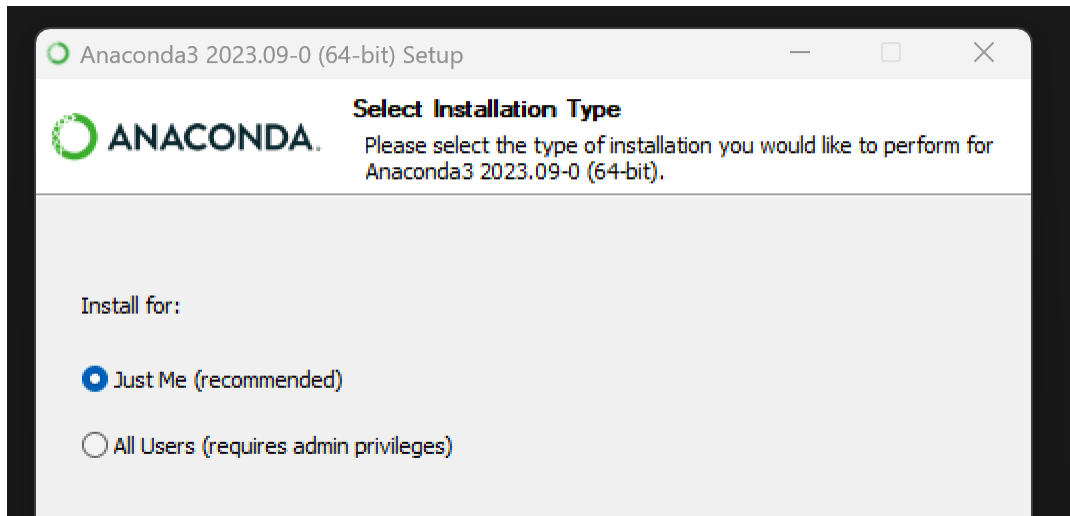 Anaconda3 2023.09-0 (64-bit) Setup
ANACONDA.
Select Installation Type
Please select the type of installation you would like to perform for
Anaconda3 2023.09-0 (64-bit).
Install for:
Just Me (recommended)
All Users (requires admin privileges)